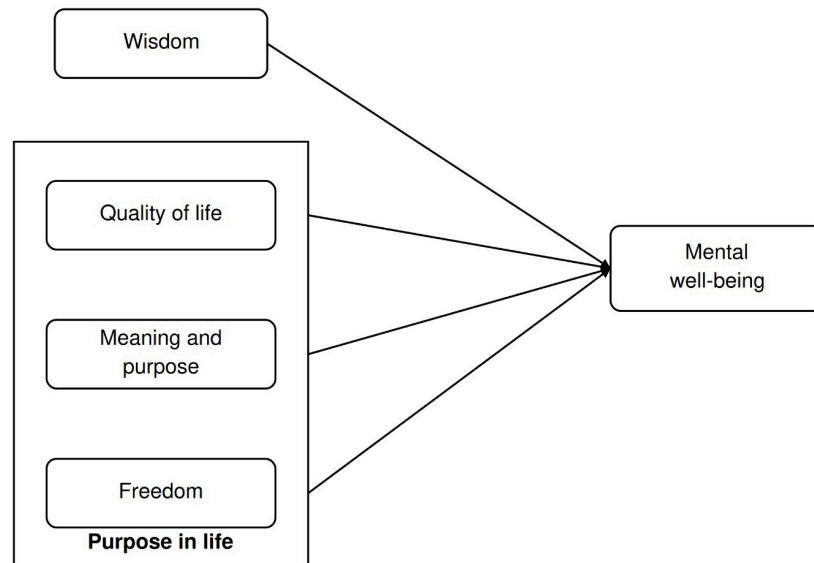 Wisdom
Quality of life
Meaning and
purpose
Freedom
Purpose in life
Mental
well-being